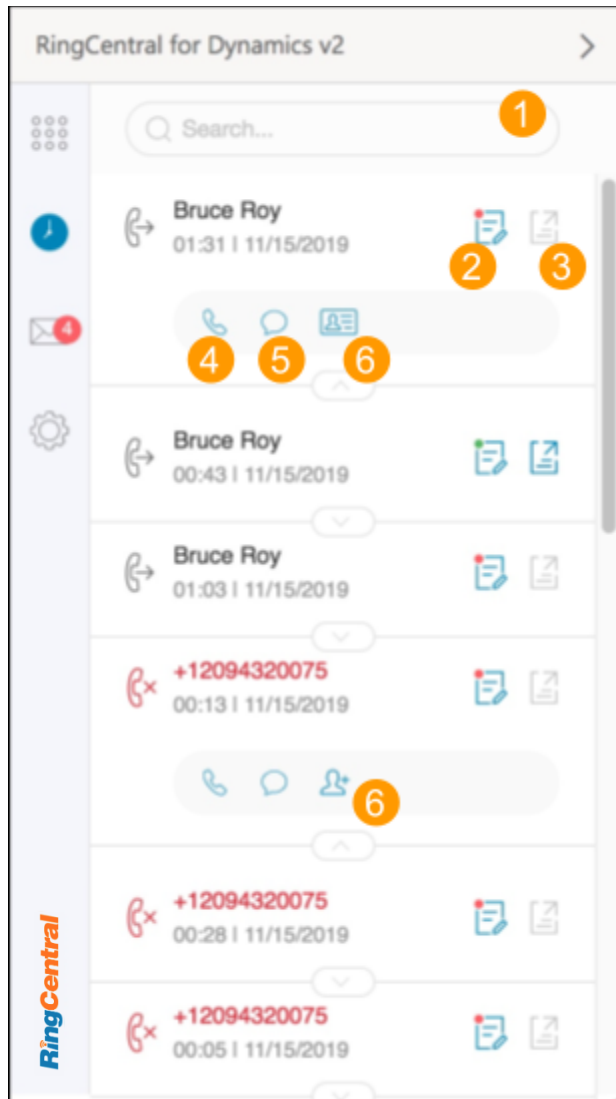 RingCentral for Dynamics v2
Search...
1
Bruce Roy
01:31 | 11/15/2019
2
3
4
4
5
6
Bruce Roy
00:43 | 11/15/2019
Bruce Roy
01:03 | 11/15/2019
+12094320075
00:13 | 11/15/2019
6
+12094320075
00:28 | 11/15/2019
+12094320075
00:05 | 11/15/2019
RingCentral